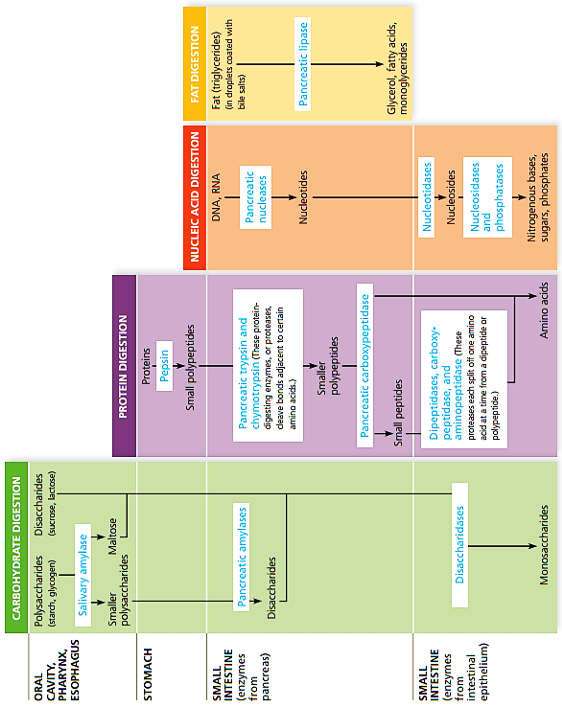 CARBOHYDRATE DIGESTION
PROTEIN DIGESTION
NUCLEIC ACID DIGESTION
FAT DIGESTION
ORAL
CAVITY,
PHARYNX,
ESOPHAGUS
Polysaccharides
(starch, glycogen)
Disaccharides
(sucrose, lactose)
Salivary amylase
Smaller
polysaccharides
Maltose
STOMACH
Proteins
Pepsin
Small polypeptides
SMALL
INTESTINE
(enzymes
from
pancreas)
Pancreatic amylases
Disaccharides
Pancreatic trypsin and
chymotrypsin (These protein-
digesting enzymes, or proteases,
cleave bonds adjacent to certain
amino acids.)
Smaller
polypeptides
Pancreatic carboxypeptidase
Small peptides
DNA, RNA
Pancreatic
nucleases
Nucleotides
Fat (triglycerides)
(in droplets coated with
bile salts)
Pancreatic lipase
Glycerol, fatty acids,
monoglycerides
SMALL
INTESTINE
(enzymes
from
intestinal
epithelium)
Disaccharidases
Monosaccharides
Dipeptidases, carboxy-
peptidase, and
aminopeptidase (These
proteases each split off one amino
acid at a time from a dipeptide or
polypeptide.)
Amino acids
Nucleotidases
Nucleosides
Nucleosidases
and
phosphatases
Nitrogenous bases,
sugars, phosphates